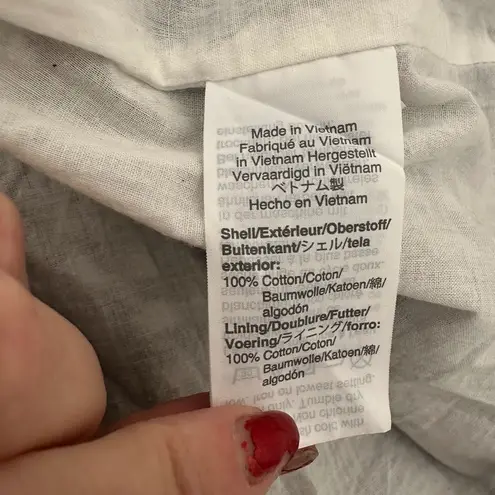 Made in Vietnam
Fabriqué au Vietnam
in Vietnam Hergestellt
Vervaardigd in Viëtnam
ベトナム製
Hecho en Vietnam
Shell/Extérieur/Oberstoff/
Buitenkant/シェル/tela
exterior:
100% Cotton/Coton/
Baumwolle/Katoen/綿/
algodón
Lining/Doublure/Futter/
Voering/ライニング/forro:
100% Cotton/Coton/
Baumwolle/Katoen/綿/
algodón